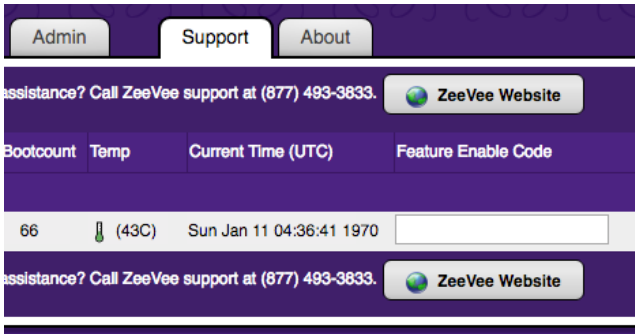 Admin Support About
assistance? Call ZeeVee support at (877) 493-3833. ZeeVee Website
Bootcount Temp Current Time (UTC) Feature Enable Code
66 (43C) Sun Jan 11 04:36:41 1970
assistance? Call ZeeVee support at (877) 493-3833. ZeeVee Website